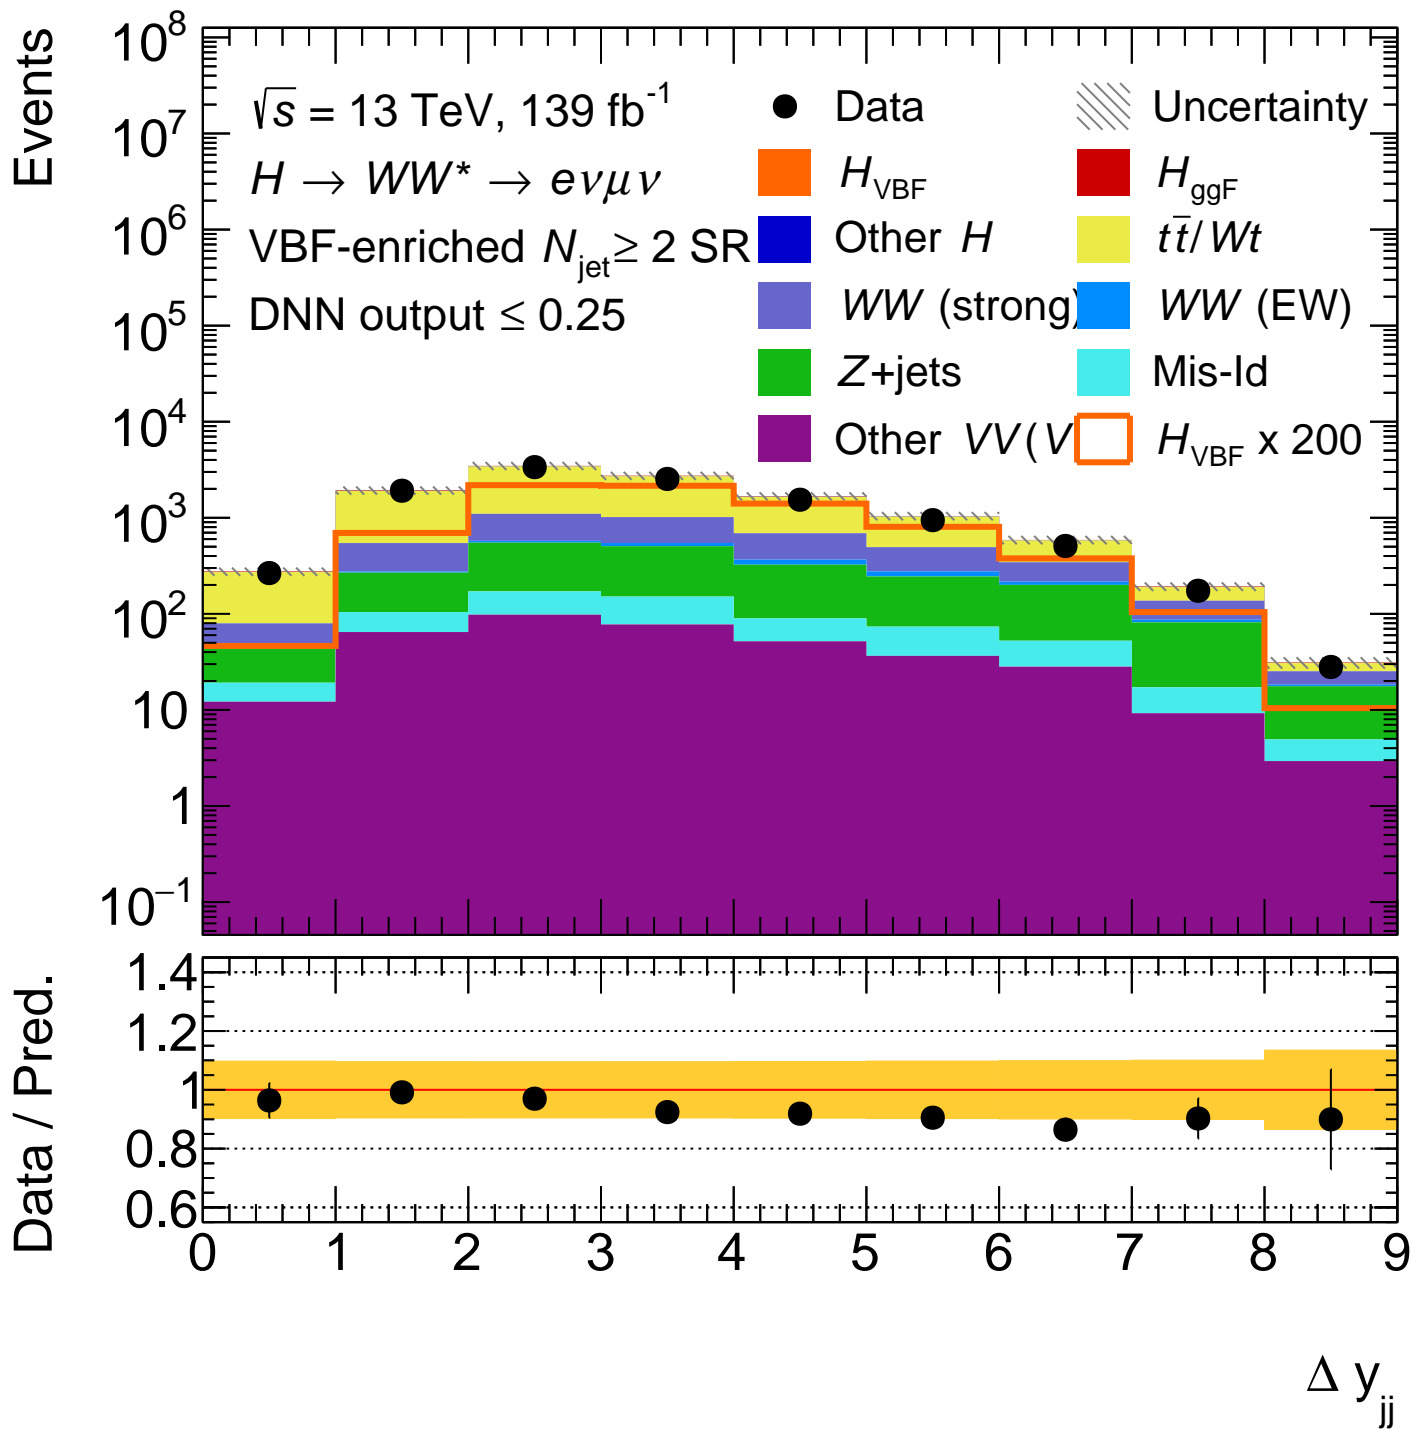 Events
10⁸
10⁷
10⁶
10⁵
10⁴
10³
10²
10
1
10⁻¹
√s = 13 TeV, 139 fb⁻¹
H → WW* → eνμν
VBF-enriched N_jet ≥ 2 SR
DNN output ≤ 0.25
Data
Uncertainty
H_VBF
H_ggF
Other H
tt̄/Wt
WW (strong)
WW (EW)
Z+jets
Mis-Id
Other VV(V
H_VBF x 200
Data / Pred.
1.4
1.2
1
0.8
0.6
0 1 2 3 4 5 6 7 8 9
Δ y_jj